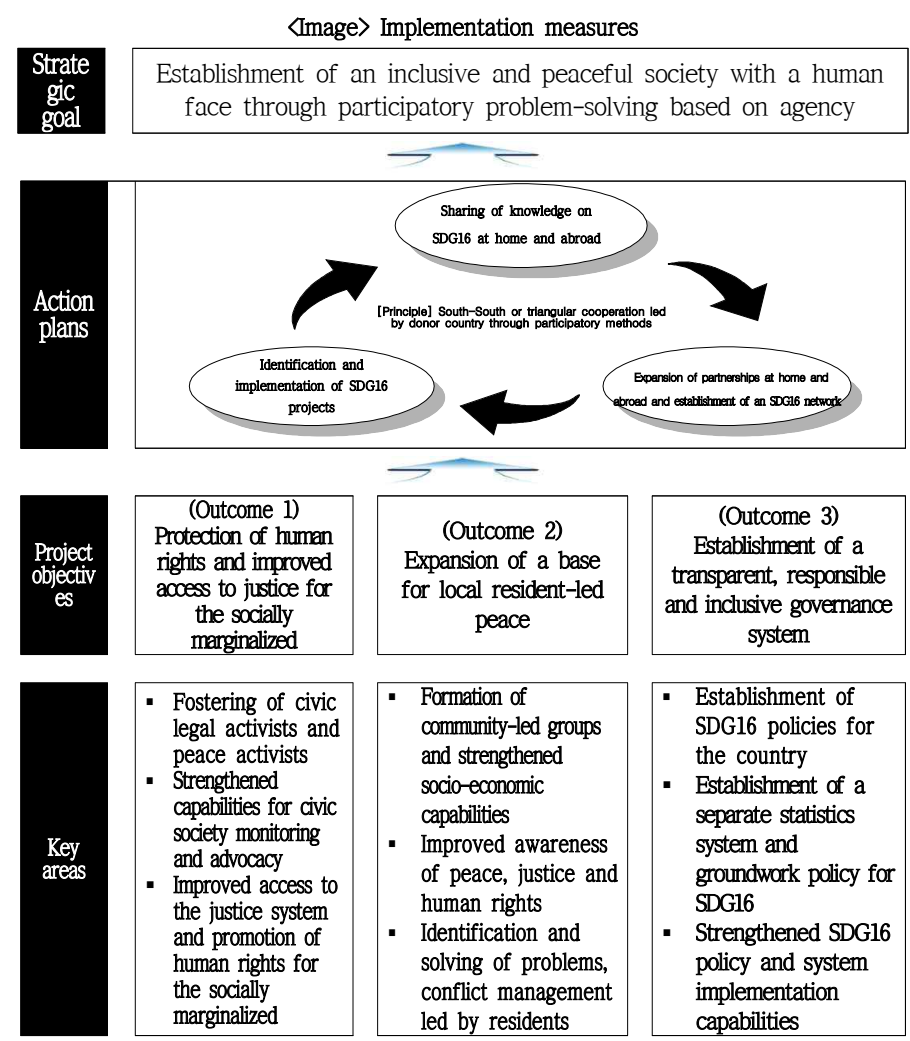 <Image> Implementation measures
Strate
gic
goal
Establishment of an inclusive and peaceful society with a human
face through participatory problem-solving based on agency
Action
plans
Sharing of knowledge on
SDG16 at home and abroad
[Principle] South-South or triangular cooperation led
by donor country through participatory methods
Identification and
implementation of SDG16
projects
Expansion of partnerships at home and
abroad and establishment of an SDG16 network
Project
objectiv
es
(Outcome 1)
Protection of human
rights and improved
access to justice for
the socially
marginalized
(Outcome 2)
Expansion of a base
for local resident-led
peace
(Outcome 3)
Establishment of a
transparent, responsible
and inclusive governance
system
Key
areas
▪ Fostering of civic
legal activists and
peace activists
▪ Strengthened
capabilities for civic
society monitoring
and advocacy
▪ Improved access to
the justice system
and promotion of
human rights for
the socially
marginalized
▪ Formation of
community-led groups
and strengthened
socio-economic
capabilities
▪ Improved awareness
of peace, justice and
human rights
▪ Identification and
solving of problems,
conflict management
led by residents
▪ Establishment of
SDG16 policies for
the country
▪ Establishment of a
separate statistics
system and
groundwork policy for
SDG16
▪ Strengthened SDG16
policy and system
implementation
capabilities